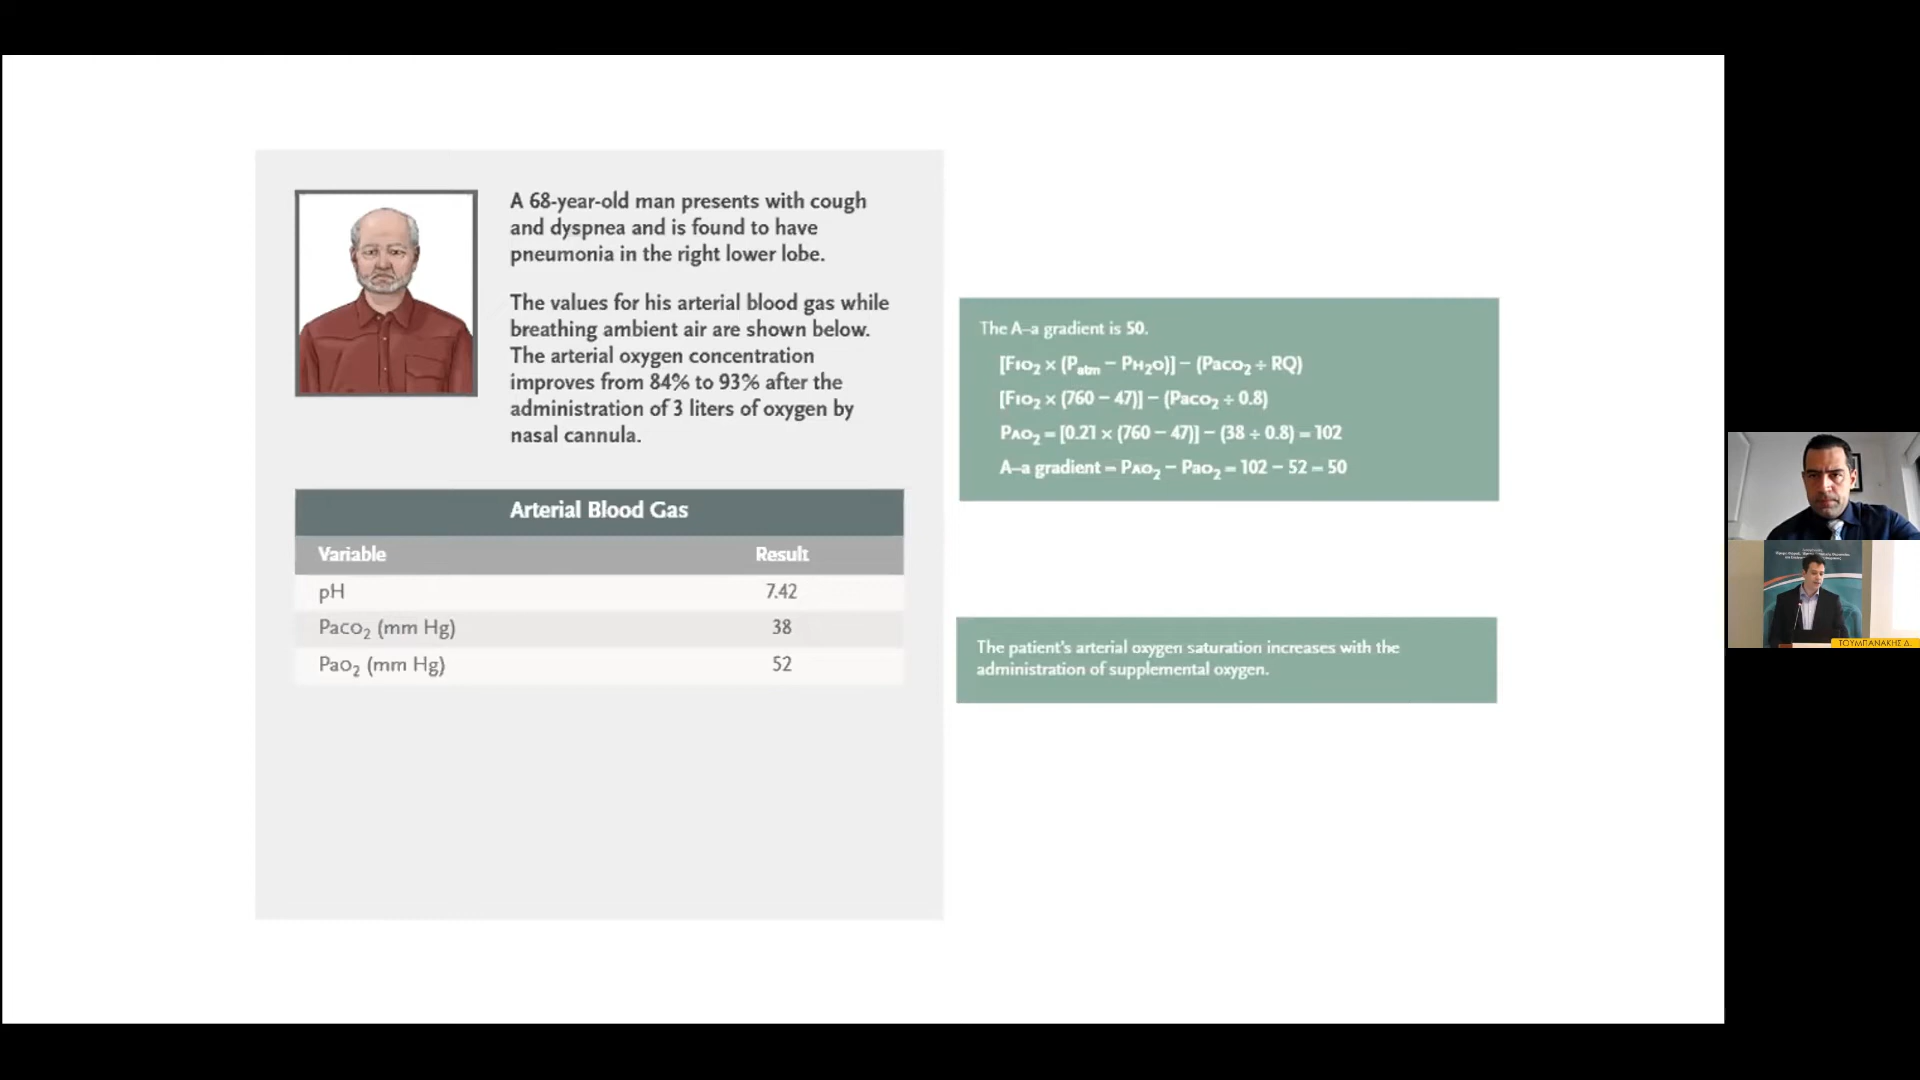 A 68-year-old man presents with cough
and dyspnea and is found to have
pneumonia in the right lower lobe.
The values for his arterial blood gas while
breathing ambient air are shown below.
The arterial oxygen concentration
improves from 84% to 93% after the
administration of 3 liters of oxygen by
nasal cannula.
Arterial Blood Gas
Variable Result
pH 7.42
PaCO₂ (mm Hg) 38
PaO₂ (mm Hg) 52
The A–a gradient is 50.
[FIO₂ × (Patm − PH₂O)] − (PaCO₂ ÷ RQ)
[FIO₂ × (760 − 47)] − (PaCO₂ ÷ 0.8)
PAO₂ = [0.21 × (760 − 47)] − (38 ÷ 0.8) = 102
A–a gradient = PAO₂ − PaO₂ = 102 − 52 = 50
The patient's arterial oxygen saturation increases with the
administration of supplemental oxygen.
ΤΟΥΜΠΑΝΑΚΗΣ Δ.